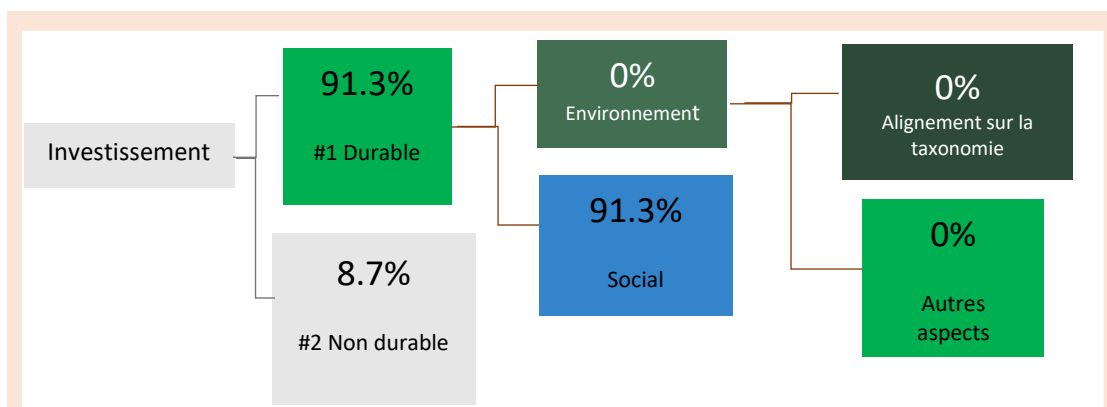 Investissement
91.3%
#1 Durable
8.7%
#2 Non durable
0%
Environnement
91.3%
Social
0%
Alignement sur la
taxonomie
0%
Autres
aspects